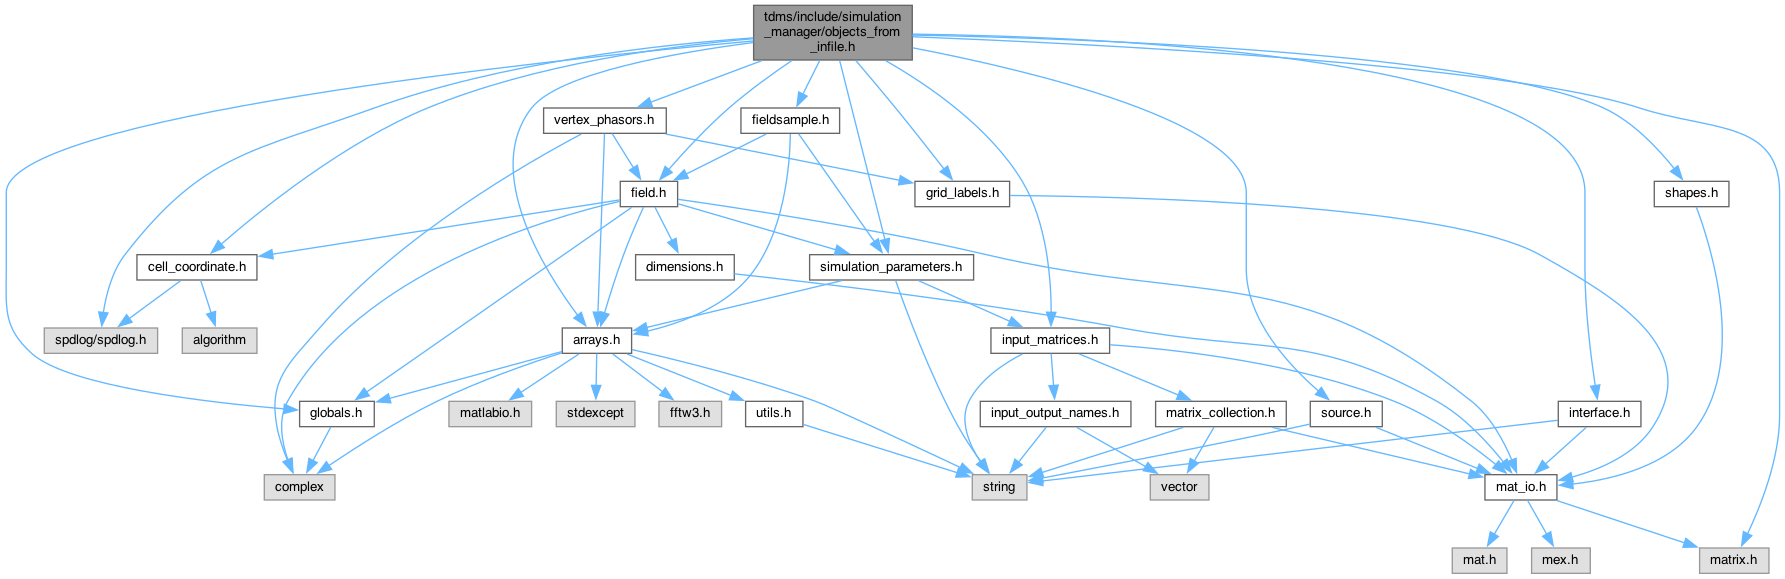 tdms/include/simulation
_manager/objects_from
_infile.h
vertex_phasors.h
fieldsample.h
field.h
grid_labels.h
shapes.h
cell_coordinate.h
dimensions.h
simulation_parameters.h
spdlog/spdlog.h
algorithm
arrays.h
input_matrices.h
globals.h
matlabio.h
stdexcept
fftw3.h
utils.h
input_output_names.h
matrix_collection.h
source.h
interface.h
complex
string
vector
mat_io.h
mat.h
mex.h
matrix.h